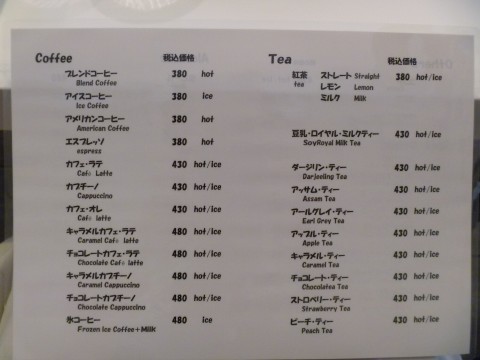 Coffee 税込価格
ブレンドコーヒー 380 hot
Blend Coffee
アイスコーヒー 380 Ice
Ice Coffee
アメリカンコーヒー 380 hot
American Coffee
エスプレッソ 380 hot
espress
カフェ・ラテ 430 hot/ice
Cafe latte
カプチーノ 430 hot/ice
Cappuccino
カフェ・オレ 430 hot/ice
Cafe latte
キャラメルカフェ・ラテ 480 hot/ice
Caramel Cafe latte
チョコレートカフェ・ラテ 480 hot/ice
Chocolate Cafe latte
キャラメルカプチーノ 480 hot/ice
Caramel Cappuccino
チョコレートカプチーノ 480 hot/ice
Chocolate Cappuccino
氷コーヒー 480 ice
Frozen Ice Coffee+Milk
Tea 税込価格
紅茶 ストレート Straight 380 hot/ice
tea レモン Lemon
ミルク Milk
豆乳・ロイヤル・ミルクティー 430 hot/ice
SoyRoyal Milk Tea
ダージリン・ティー 430 hot/ice
Darjeeling Tea
アッサム・ティー 430 hot/ice
Assam Tea
アールグレイ・ティー 430 hot/ice
Earl Grey Tea
アップル・ティー 430 hot/ice
Apple Tea
キャラメル・ティー 430 hot/ice
Caramel Tea
チョコレート・ティー 430 hot/ice
Chocolatea Tea
ストロベリー・ティー 430 hot/ice
Strawberry Tea
ピーチ・ティー 430 hot/ice
Peach Tea